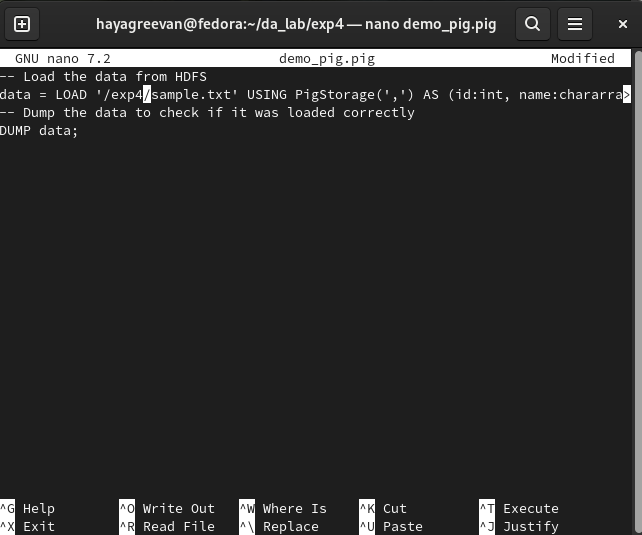 hayagreevan@fedora:~/da_lab/exp4 — nano demo_pig.pig
GNU nano 7.2 demo_pig.pig Modified
-- Load the data from HDFS
data = LOAD '/exp4/sample.txt' USING PigStorage(',') AS (id:int, name:chararra>
-- Dump the data to check if it was loaded correctly
DUMP data;
^G Help ^O Write Out ^W Where Is ^K Cut ^T Execute
^X Exit ^R Read File ^\ Replace ^U Paste ^J Justify